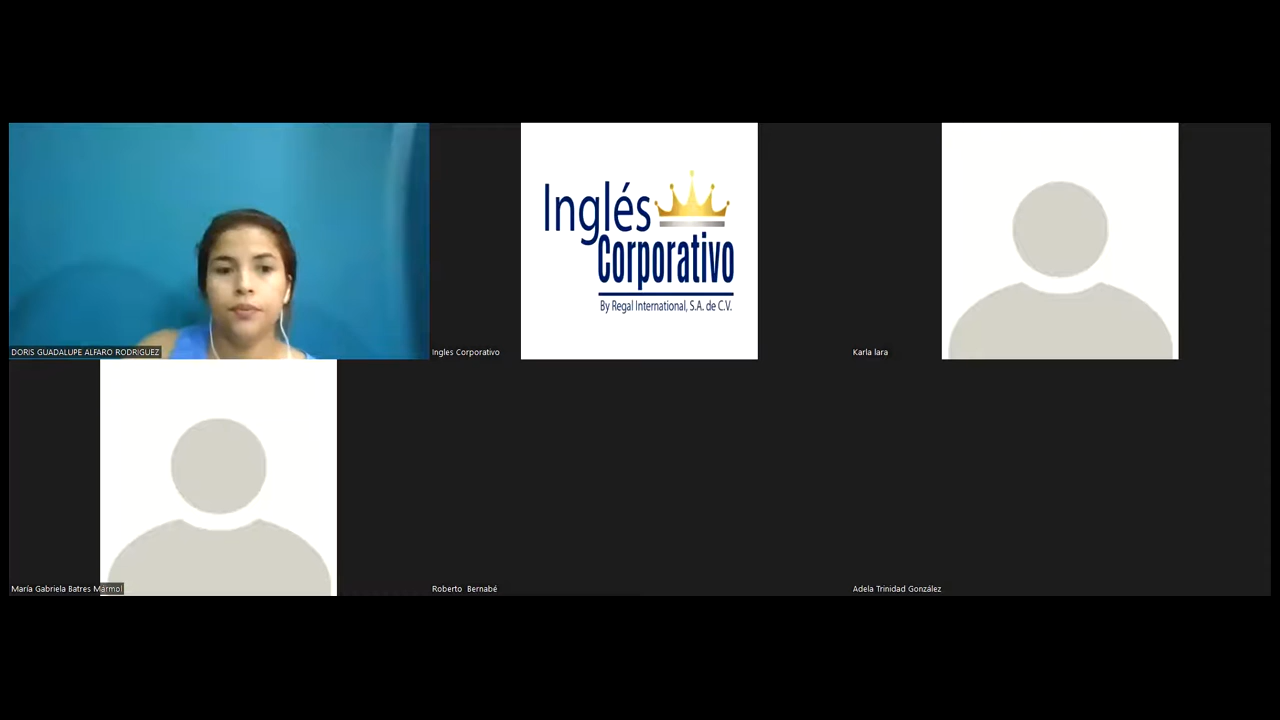 Inglés
Corporativo
By Regal International, S.A. de C.V.
DORIS GUADALUPE ALFARO RODRIGUEZ
Ingles Corporativo
Karla lara
María Gabriela Batres Mármol
Roberto Bernabé
Adela Trinidad González